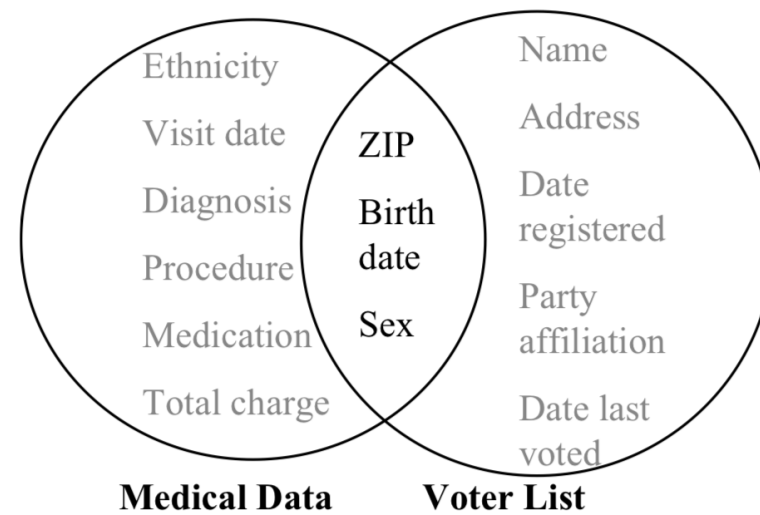 Ethnicity
Visit date
Diagnosis
Procedure
Medication
Total charge
ZIP
Birth
date
Sex
Name
Address
Date
registered
Party
affiliation
Date last
voted
Medical Data
Voter List